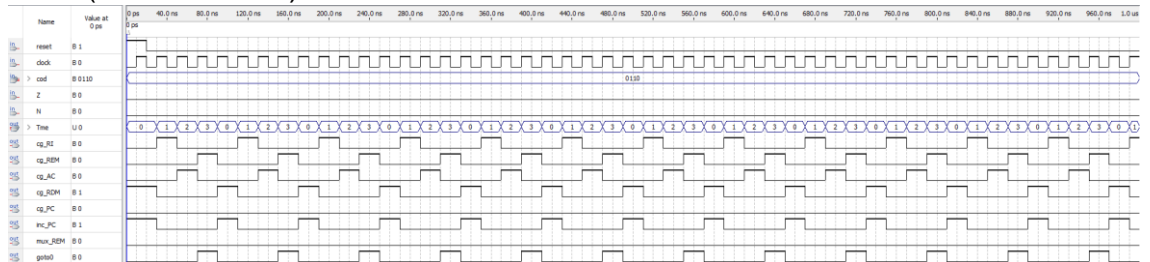 Name Value at 0 ps 0 ps 40.0 ns 80.0 ns 120.0 ns 160.0 ns 200.0 ns 240.0 ns 280.0 ns 320.0 ns 360.0 ns 400.0 ns 440.0 ns 480.0 ns 520.0 ns 560.0 ns 600.0 ns 640.0 ns 680.0 ns 720.0 ns 760.0 ns 800.0 ns 840.0 ns 880.0 ns 920.0 ns 960.0 ns 1.0 us
0 ps
reset B 1
clock B 0
> cod B 0110 0110
Z B 0
N B 0
> Tme U 0 0 1 2 3 0 1 2 3 0 1 2 3 0 1 2 3 0 1 2 3 0 1 2 3 0 1 2 3 0 1 2 3 0 1 2 3 0 1 2 3 0 1 2 3 0 1 2 3 0 1
cg_RI B 0
cg_REM B 0
cg_AC B 0
cg_RDM B 1
cg_PC B 0
inc_PC B 1
mux_REM B 0
goto0 B 0